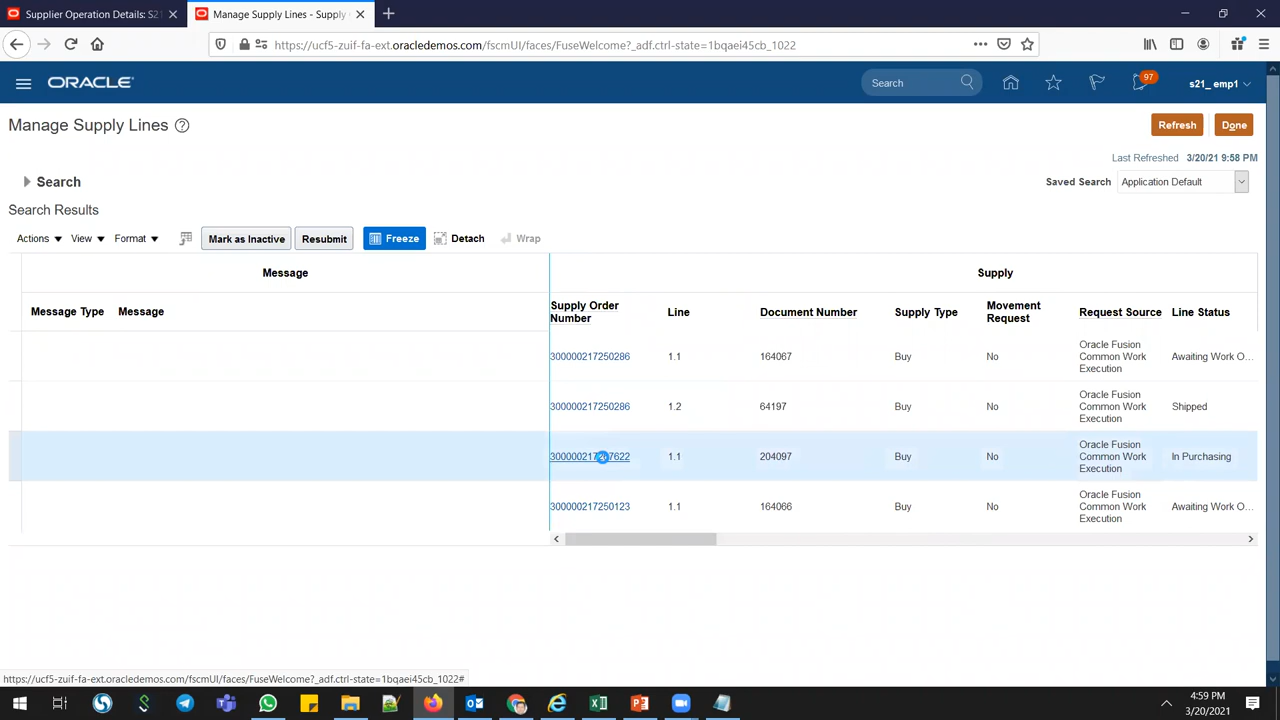 Supplier Operation Details: S21
Manage Supply Lines - Supply
https://ucf5-zuif-fa-ext.oracledemos.com/fscmUI/faces/FuseWelcome?_adf.ctrl-state=1bqaei45cb_1022
ORACLE
Search
97
s21_ emp1
Manage Supply Lines
Refresh
Done
Last Refreshed 3/20/21 9:58 PM
Search
Saved Search Application Default
Search Results
Actions View Format Mark as Inactive Resubmit Freeze Detach Wrap
Message Supply
Message Type Message Supply Order Number Line Document Number Supply Type Movement Request Request Source Line Status
300000217250286 1.1 164067 Buy No Oracle Fusion Common Work Execution Awaiting Work O...
300000217250286 1.2 64197 Buy No Oracle Fusion Common Work Execution Shipped
1.1 204097 Buy No Oracle Fusion Common Work Execution In Purchasing
300000217250123 1.1 164066 Buy No Oracle Fusion Common Work Execution Awaiting Work O...
https://ucf5-zuif-fa-ext.oracledemos.com/fscmUI/faces/FuseWelcome?_adf.ctrl-state=1bqaei45cb_1022#
4:59 PM
3/20/2021